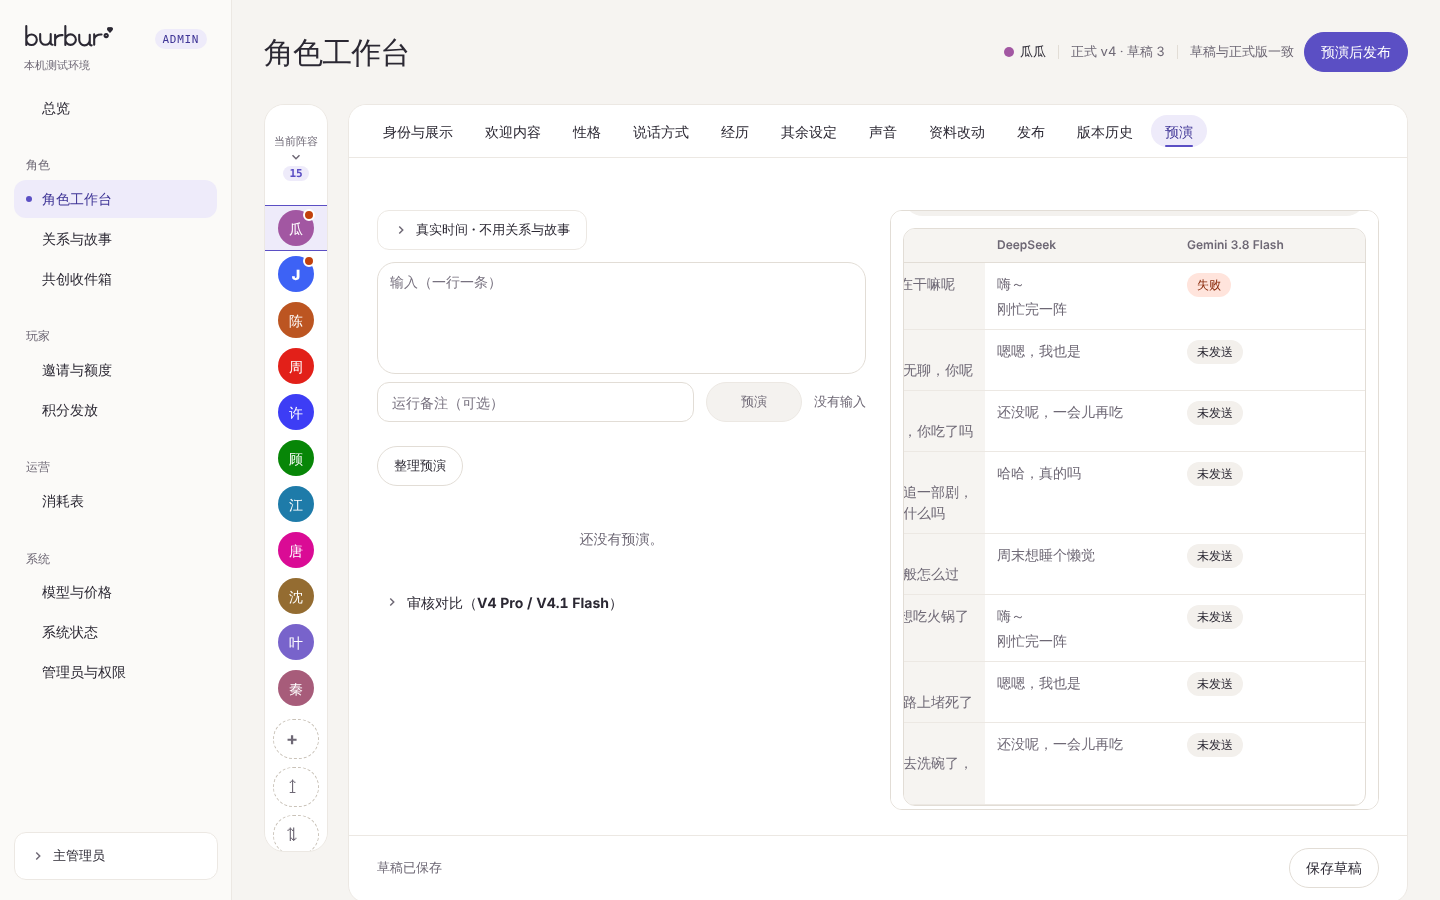 burbur
ADMIN
本机测试环境
总览
角色
角色工作台
关系与故事
共创收件箱
玩家
邀请与额度
积分发放
运营
消耗表
系统
模型与价格
系统状态
管理员与权限
主管理员
角色工作台
瓜瓜
正式 v4 · 草稿 3
草稿与正式版一致
预演后发布
当前阵容
15
瓜
J
陈
周
许
顾
江
唐
沈
叶
秦
身份与展示 欢迎内容 性格 说话方式 经历 其余设定 声音 资料改动 发布 版本历史 预演
真实时间 · 不用关系与故事
输入（一行一条）
运行备注（可选）
预演
没有输入
整理预演
还没有预演。
审核对比（V4 Pro / V4.1 Flash）
DeepSeek Gemini 3.8 Flash
在干嘛呢 嗨～ 失败
刚忙完一阵
嗯嗯，我也是 未发送
无聊，你呢
还没呢，一会儿再吃 未发送
，你吃了吗
哈哈，真的吗 未发送
追一部剧，
什么吗
周末想睡个懒觉 未发送
般怎么过
想吃火锅了 嗨～ 未发送
刚忙完一阵
嗯嗯，我也是 未发送
路上堵死了
还没呢，一会儿再吃 未发送
去洗碗了，
草稿已保存
保存草稿